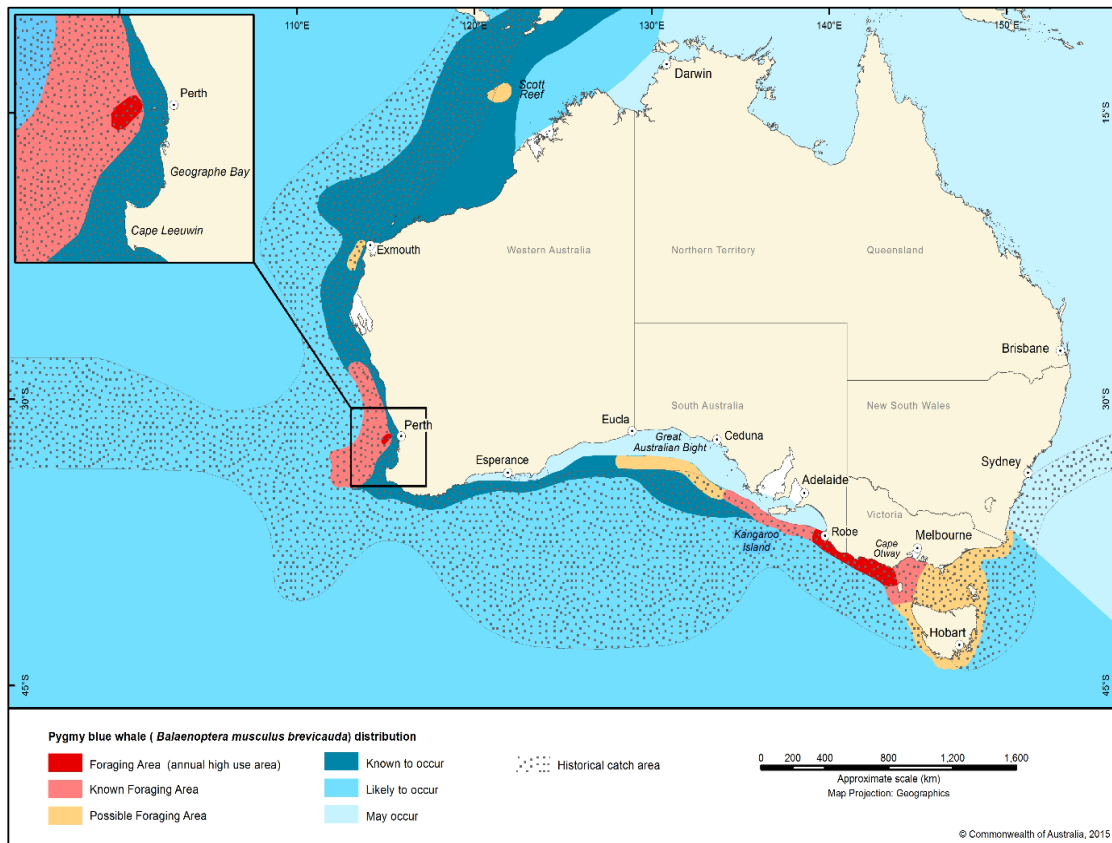 110°E
120°E
130°E
140°E
150°E
Perth
Geographe Bay
Cape Leeuwin
Scott
Reef
Darwin
15°S
Exmouth
Western Australia
Northern Territory
Queensland
Brisbane
30°S
30°S
Perth
South Australia
New South Wales
Eucla
Great
Australian Bight
Ceduna
Esperance
Sydney
Adelaide
Victoria
Kangaroo
Island
Robe
Cape
Otway
Melbourne
Hobart
45°S
45°S
Pygmy blue whale ( Balaenoptera musculus brevicauda) distribution
Foraging Area (annual high use area)
Known Foraging Area
Possible Foraging Area
Known to occur
Likely to occur
May occur
Historical catch area
0 200 400 800 1,200 1,600
Approximate scale (km)
Map Projection: Geographics
© Commonwealth of Australia, 2015